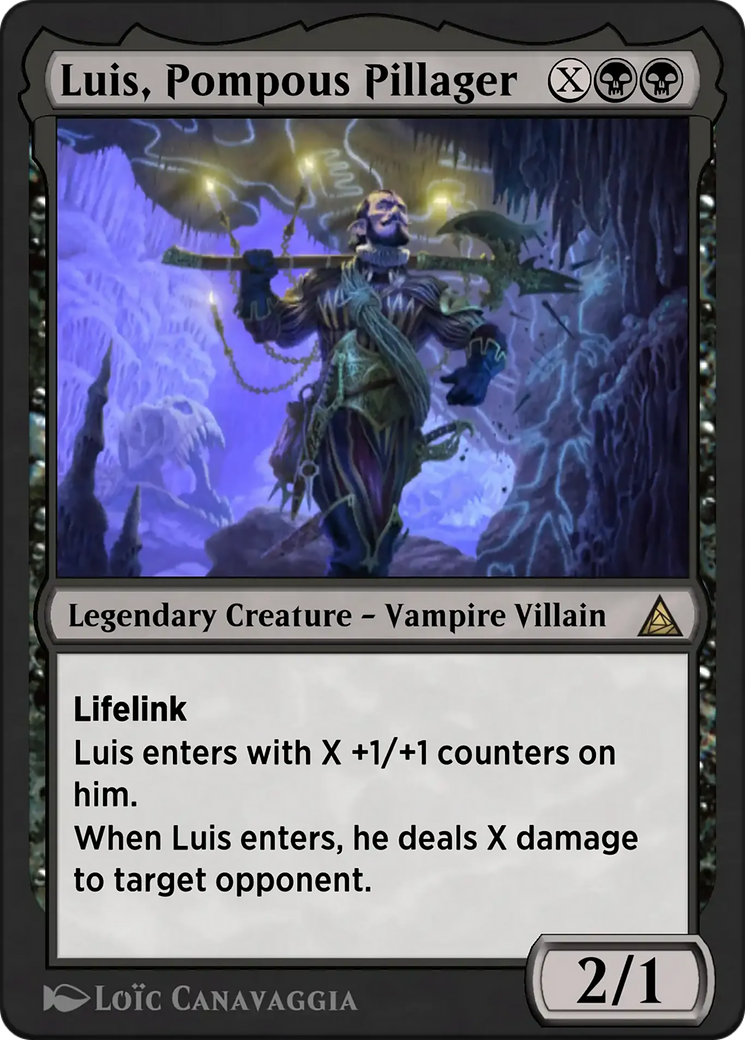 Luis, Pompous Pillager X
Legendary Creature – Vampire Villain
Lifelink
Luis enters with X +1/+1 counters on
him.
When Luis enters, he deals X damage
to target opponent.
2/1
Loïc Canavaggia